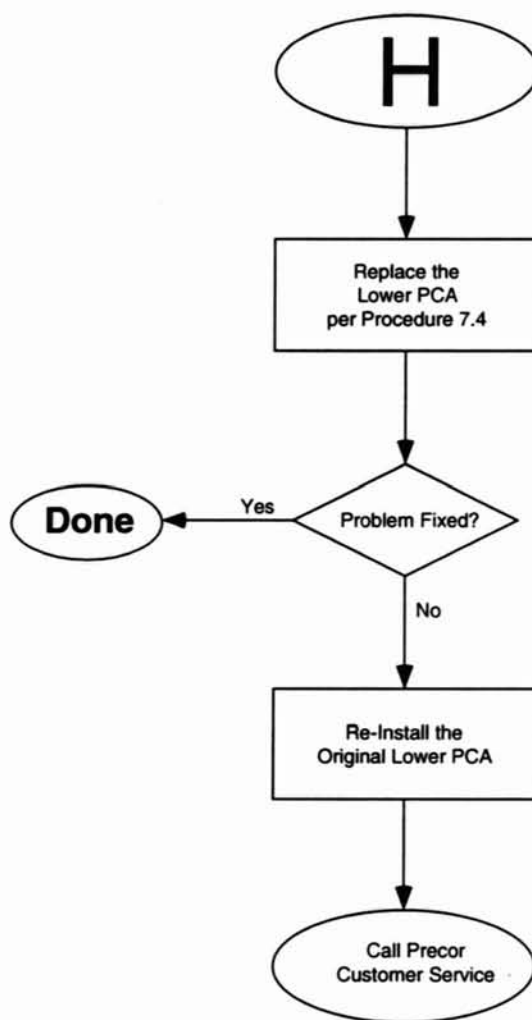 H
Replace the
Lower PCA
per Procedure 7.4
Problem Fixed?
Yes
Done
No
Re-Install the
Original Lower PCA
Call Precor
Customer Service